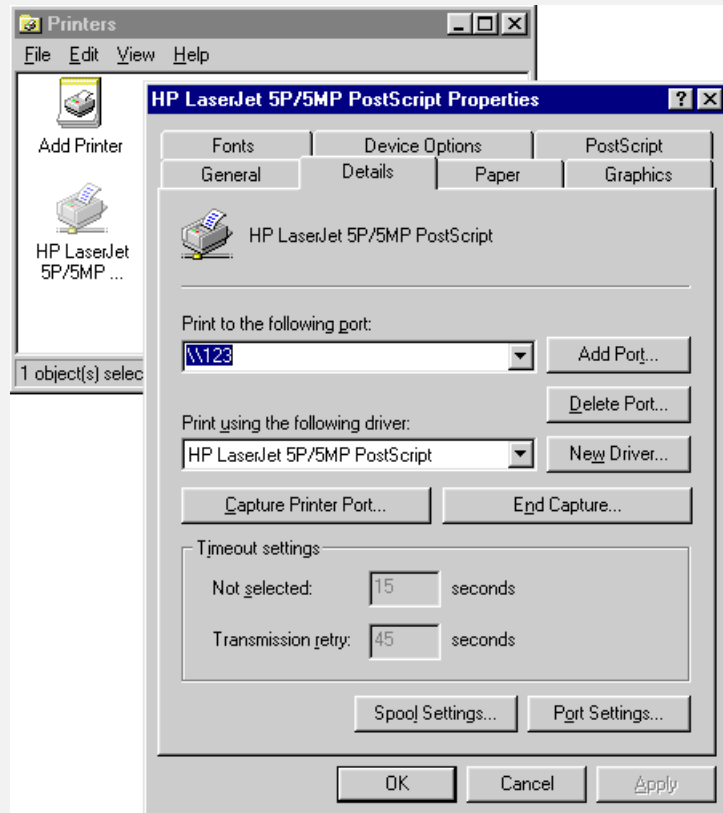 Printers
File Edit View Help
Add Printer
HP LaserJet
5P/5MP ...
1 object(s) selec
HP LaserJet 5P/5MP PostScript Properties
Fonts Device Options PostScript
General Details Paper Graphics
HP LaserJet 5P/5MP PostScript
Print to the following port:
\\123
Add Port...
Delete Port...
Print using the following driver:
HP LaserJet 5P/5MP PostScript
New Driver...
Capture Printer Port... End Capture...
Timeout settings
Not selected: 15 seconds
Transmission retry: 45 seconds
Spool Settings... Port Settings...
OK Cancel Apply